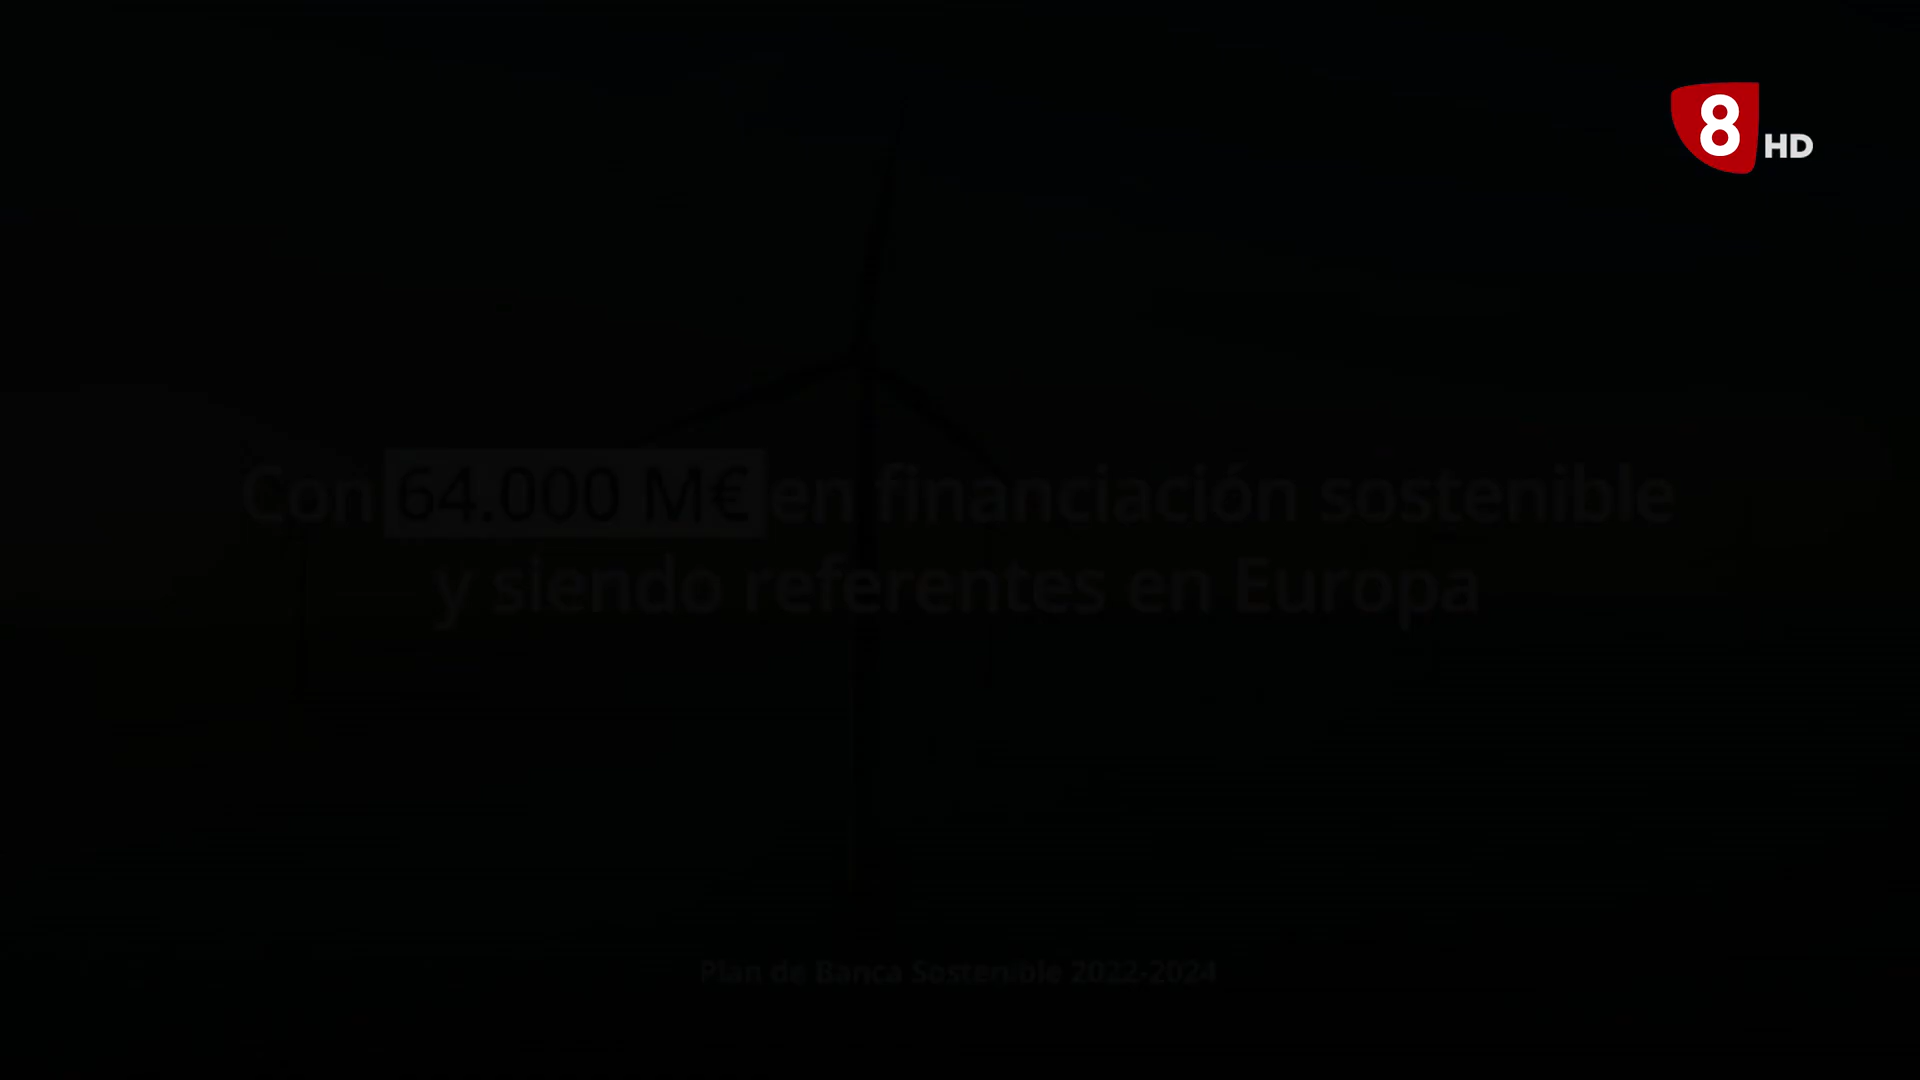 8 HD
Con 64.000 M€ en financiación sostenible
y siendo referentes en Europa
Plan de Banca Sostenible 2022-2024